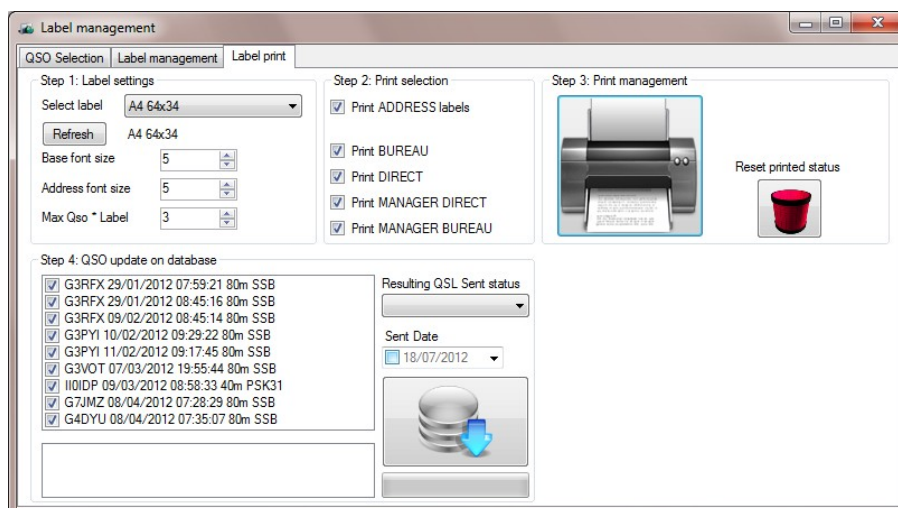 Label management
QSO Selection
Label management
Label print
Step 1: Label settings
Select label
A4 64x34
Refresh
A4 64x34
Base font size
5
Address font size
5
Max Qso * Label
3
Step 2: Print selection
Print ADDRESS labels
Print BUREAU
Print DIRECT
Print MANAGER DIRECT
Print MANAGER BUREAU
Step 3: Print management
Reset printed status
Step 4: QSO update on database
G3RFX 29/01/2012 07:59:21 80m SSB
G3RFX 29/01/2012 08:45:16 80m SSB
G3RFX 09/02/2012 08:45:14 80m SSB
G3PYI 10/02/2012 09:29:22 80m SSB
G3PYI 11/02/2012 09:17:45 80m SSB
G3VOT 07/03/2012 19:55:44 80m SSB
II0IDP 09/03/2012 08:58:33 40m PSK31
G7JMZ 08/04/2012 07:28:29 80m SSB
G4DYU 08/04/2012 07:35:07 80m SSB
Resulting QSL Sent status
Sent Date
18/07/2012